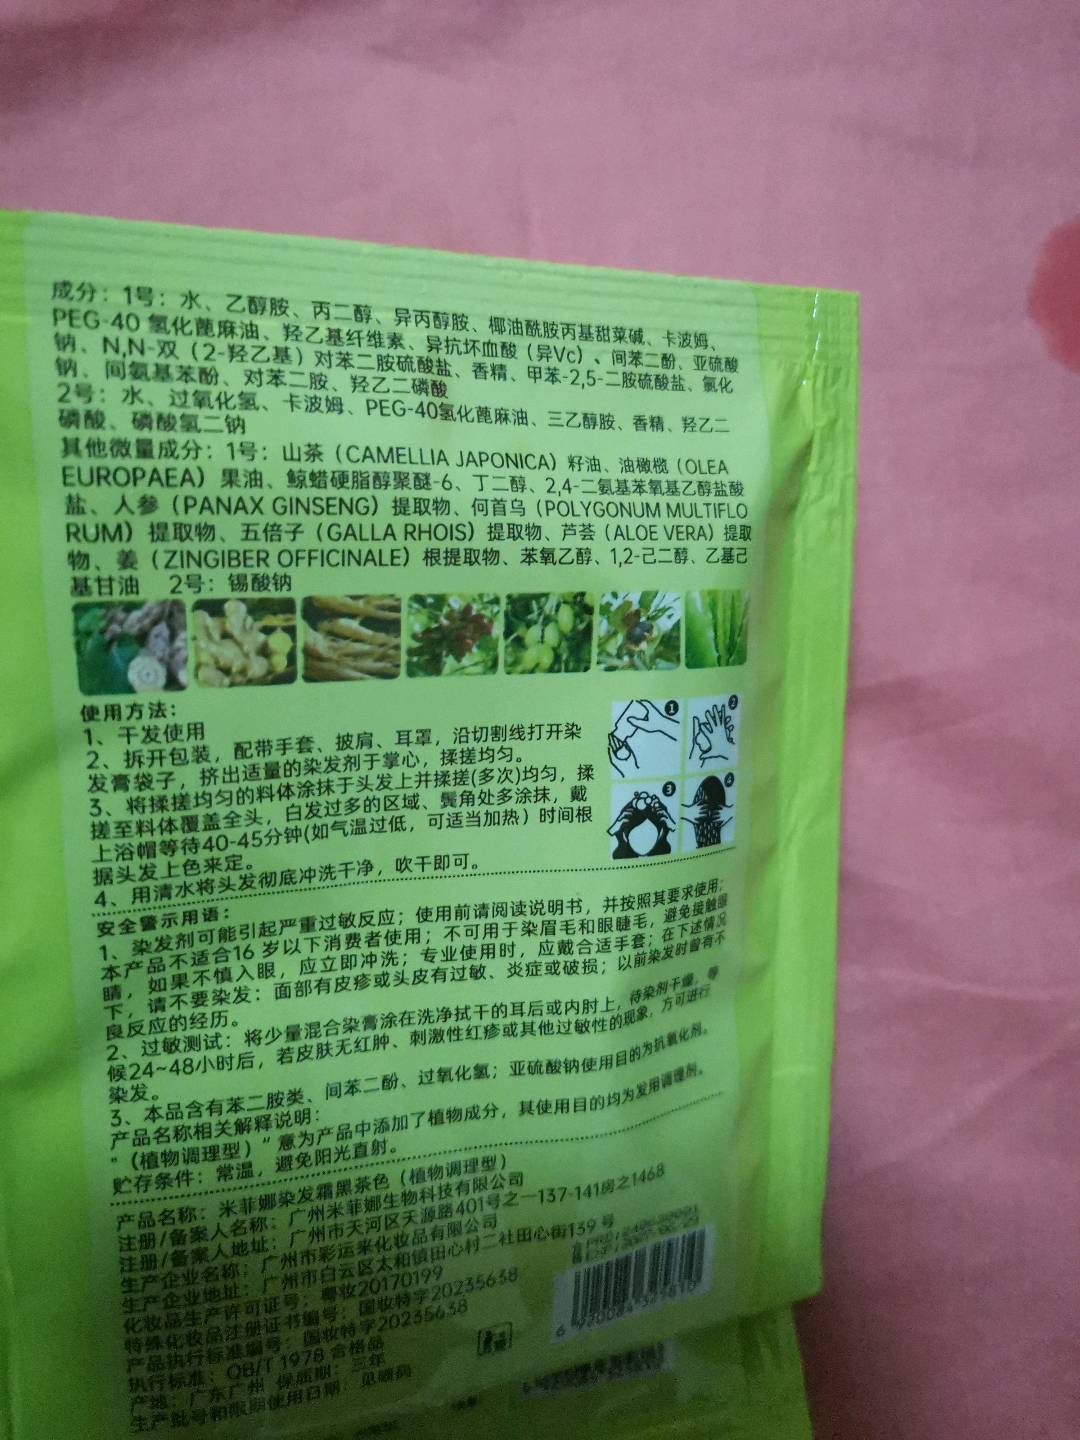 成分：1号：水、乙醇胺、丙二醇、异丙醇胺、椰油酰胺丙基甜菜碱、卡波姆、
PEG-40 氢化蓖麻油、羟乙基纤维素、异抗坏血酸（异Vc）、间苯二酚、亚硫酸
钠、N,N-双（2-羟乙基）对苯二胺硫酸盐、香精、甲苯-2,5-二胺硫酸盐、氯化
钠、间氨基苯酚、对苯二胺、羟乙二磷酸
2号：水、过氧化氢、卡波姆、PEG-40氢化蓖麻油、三乙醇胺、香精、羟乙二
磷酸、磷酸氢二钠
其他微量成分：1号：山茶（CAMELLIA JAPONICA）籽油、油橄榄（OLEA
EUROPAEA）果油、鲸蜡硬脂醇聚醚-6、丁二醇、2,4-二氨基苯氧基乙醇盐酸
盐、人参（PANAX GINSENG）提取物、何首乌（POLYGONUM MULTIFLO
RUM）提取物、五倍子（GALLA RHOIS）提取物、芦荟（ALOE VERA）提取
物、姜（ZINGIBER OFFICINALE）根提取物、苯氧乙醇、1,2-己二醇、乙基己
基甘油 2号：锡酸钠
使用方法：
1、干发使用
2、拆开包装，配带手套、披肩、耳罩，沿切割线打开染
发膏袋子，挤出适量的染发剂于掌心，揉搓均匀。
3、将揉搓均匀的料体涂抹于头发上并揉搓(多次)均匀，揉
搓至料体覆盖全头，白发过多的区域、鬓角处多涂抹，戴
上浴帽等待40-45分钟(如气温过低，可适当加热）时间根
据头发上色来定。
4、用清水将头发彻底冲洗干净，吹干即可。
1
2
3
4
安全警示用语：
1、染发剂可能引起严重过敏反应；使用前请阅读说明书，并按照其要求使用；
本产品不适合16 岁以下消费者使用；不可用于染眉毛和眼睫毛，避免接触眼
睛，如果不慎入眼，应立即冲洗；专业使用时，应戴合适手套；在下述情况
下，请不要染发：面部有皮疹或头皮有过敏、炎症或破损；以前染发时曾有不
良反应的经历。
2、过敏测试：将少量混合染膏涂在洗净拭干的耳后或内肘上，待染剂干燥，等
候24~48小时后，若皮肤无红肿、刺激性红疹或其他过敏性的现象，方可进行
染发。
3、本品含有苯二胺类、间苯二酚、过氧化氢；亚硫酸钠使用目的为抗氧化剂。
产品名称相关解释说明：
“（植物调理型）”意为产品中添加了植物成分，其使用目的均为发用调理剂。
贮存条件：常温，避免阳光直射。
产品名称：米菲娜染发霜黑茶色（植物调理型）
注册/备案人名称：广州米菲娜生物科技有限公司
注册/备案人地址：广州市天河区天源路401号之一137-141房之1468
生产企业名称：广州市彩运来化妆品有限公司
生产企业地址：广州市白云区太和镇田心村二社田心街139 号
化妆品生产许可证号：粤妆20170199
特殊化妆品注册证书编号：国妆特字20235638
产品执行标准编号：国妆特字20235638
执行标准：QB/T 1978 合格品
产地：广东广州 保质期：三年
生产批号和限期使用日期：见喷码